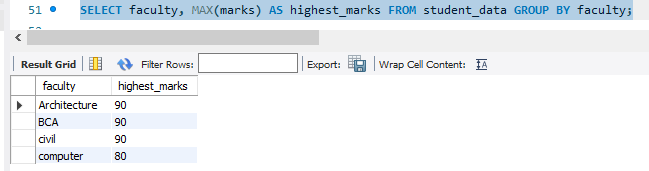 51 SELECT faculty, MAX(marks) AS highest_marks FROM student_data GROUP BY faculty;
Result Grid Filter Rows: Export: Wrap Cell Content: IA
faculty highest_marks
Architecture 90
BCA 90
civil 90
computer 80